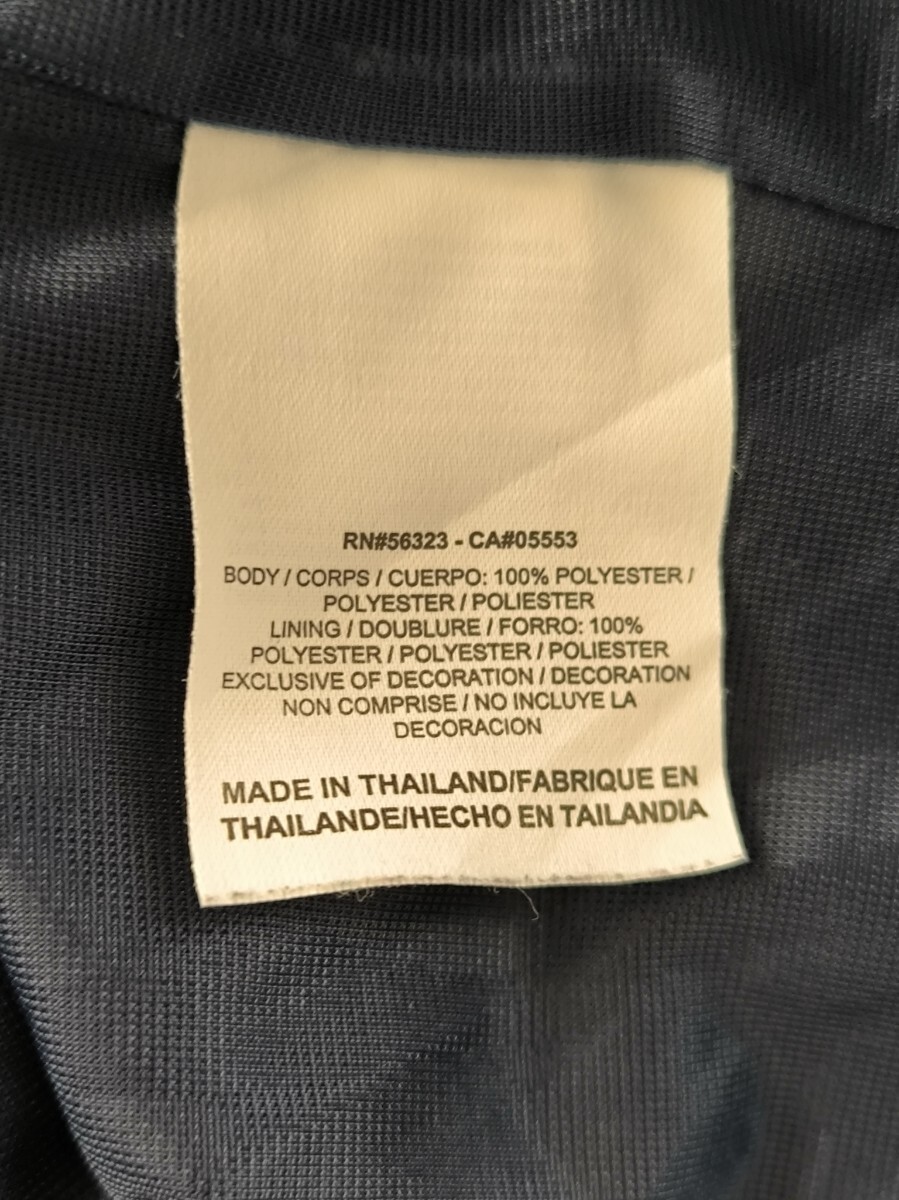 RN#56323 - CA#05553
BODY / CORPS / CUERPO: 100% POLYESTER /
POLYESTER / POLIESTER
LINING / DOUBLURE / FORRO: 100%
POLYESTER / POLYESTER / POLIESTER
EXCLUSIVE OF DECORATION / DECORATION
NON COMPRISE / NO INCLUYE LA
DECORACION
MADE IN THAILAND/FABRIQUE EN
THAILANDE/HECHO EN TAILANDIA